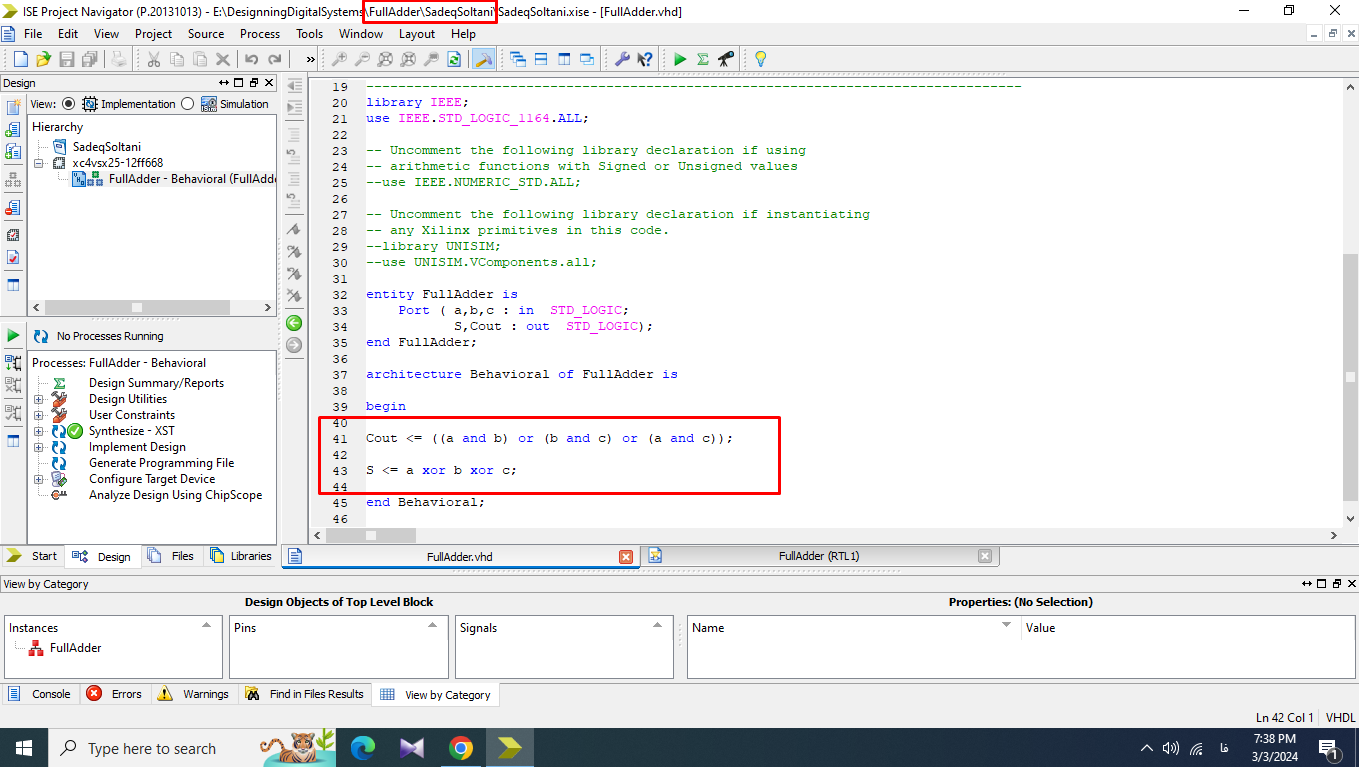 ISE Project Navigator (P.20131013) - E:\DesignningDigitalSystems\FullAdder\SadeqSoltani\SadeqSoltani.xise - [FullAdder.vhd]
File Edit View Project Source Process Tools Window Layout Help
»
Design
View: Implementation Simulation
Hierarchy
SadeqSoltani
xc4vsx25-12ff668
FullAdder - Behavioral (FullAdde
No Processes Running
Processes: FullAdder - Behavioral
Design Summary/Reports
Design Utilities
User Constraints
Synthesize - XST
Implement Design
Generate Programming File
Configure Target Device
Analyze Design Using ChipScope
Start Design Files Libraries
19 ----------------------------------------------------------------------------------
20 library IEEE;
21 use IEEE.STD_LOGIC_1164.ALL;
22
23 -- Uncomment the following library declaration if using
24 -- arithmetic functions with Signed or Unsigned values
25 --use IEEE.NUMERIC_STD.ALL;
26
27 -- Uncomment the following library declaration if instantiating
28 -- any Xilinx primitives in this code.
29 --library UNISIM;
30 --use UNISIM.VComponents.all;
31
32 entity FullAdder is
33 Port ( a,b,c : in STD_LOGIC;
34 S,Cout : out STD_LOGIC);
35 end FullAdder;
36
37 architecture Behavioral of FullAdder is
38
39 begin
40
41 Cout <= ((a and b) or (b and c) or (a and c));
42
43 S <= a xor b xor c;
44
45 end Behavioral;
46
FullAdder.vhd FullAdder (RTL1)
View by Category
Design Objects of Top Level Block
Properties: (No Selection)
Instances Pins Signals Name Value
FullAdder
Console Errors Warnings Find in Files Results View by Category
Ln 42 Col 1 VHDL
Type here to search
فا
7:38 PM
3/3/2024
1